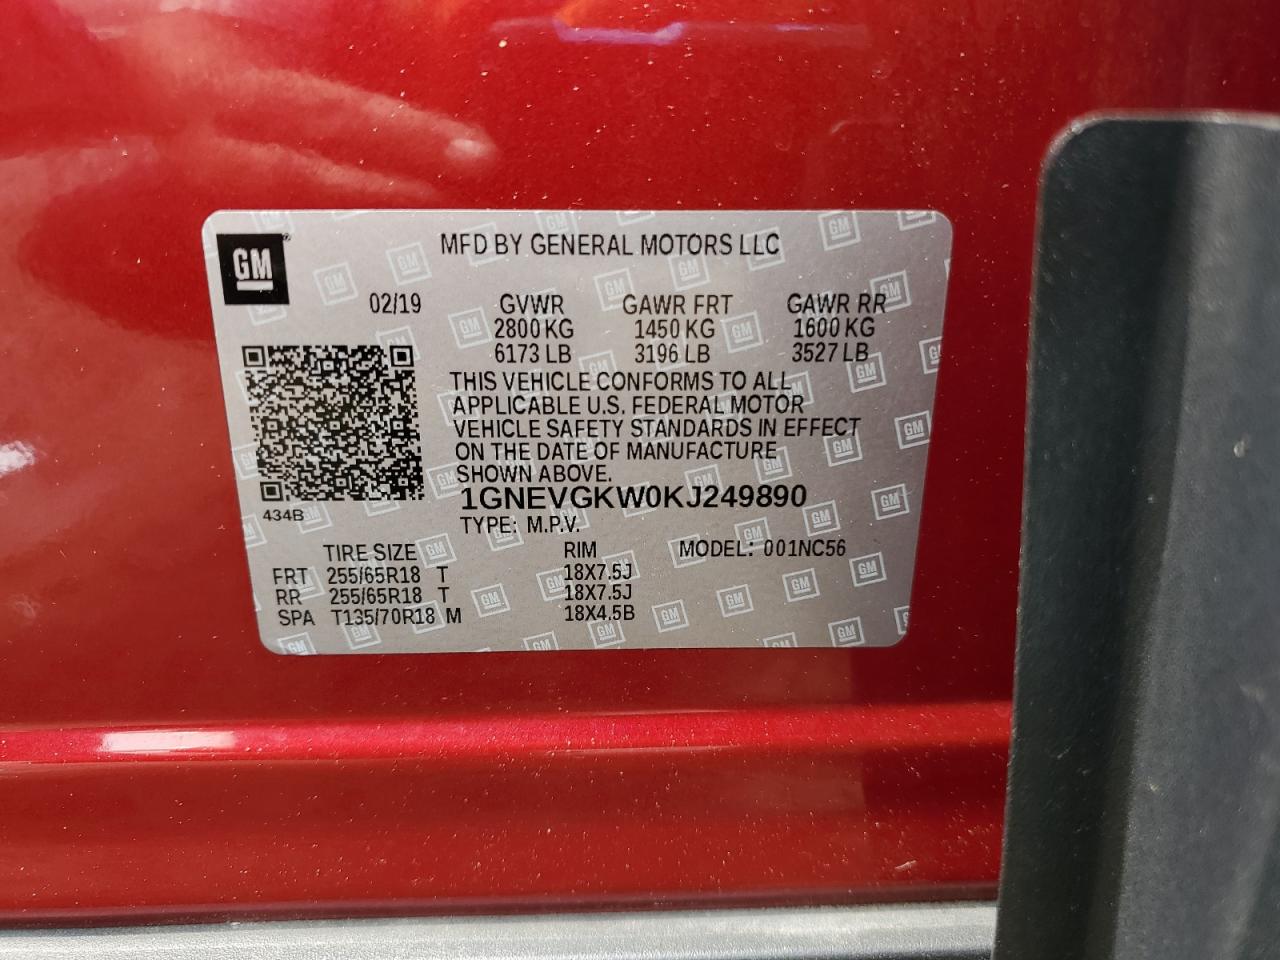 GM
MFD BY GENERAL MOTORS LLC
02/19 GVWR GAWR FRT GAWR RR
2800 KG 1450 KG 1600 KG
6173 LB 3196 LB 3527 LB
THIS VEHICLE CONFORMS TO ALL
APPLICABLE U.S. FEDERAL MOTOR
VEHICLE SAFETY STANDARDS IN EFFECT
ON THE DATE OF MANUFACTURE
SHOWN ABOVE.
434B
1GNEVGKW0KJ249890
TYPE: M.P.V.
TIRE SIZE RIM MODEL: 001NC56
FRT 255/65R18 T 18X7.5J
RR 255/65R18 T 18X7.5J
SPA T135/70R18 M 18X4.5B